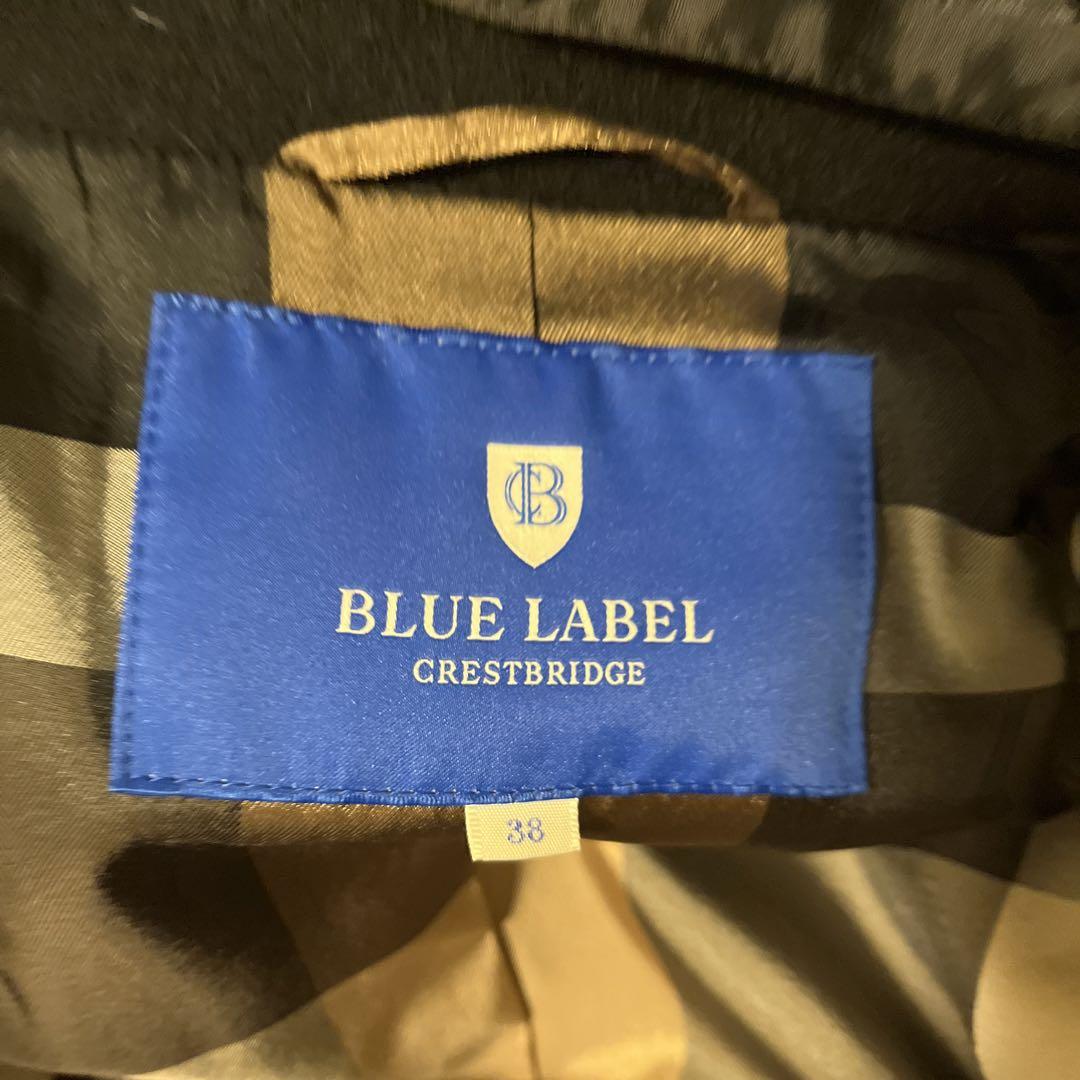 CB
BLUE LABEL
CRESTBRIDGE
38